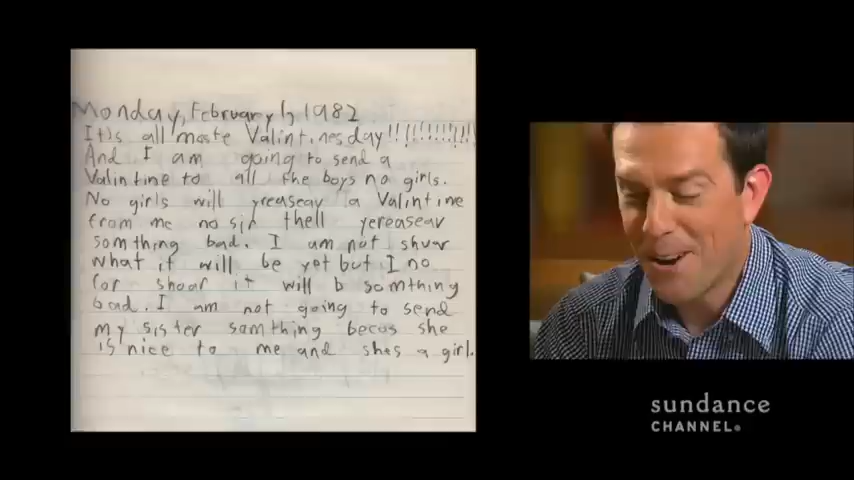 Monday, February 1, 1982
It's all moste Valintinesday!!!!!!!!!!!
And I am going to send a
Valintine to all the boys no girls.
No girls will yreaseav a Valintine
from me no sir thell yereaseav
somthing bad. I am not shuar
what it will be yet but I no
for shoar it will b somthing
bad. I am not going to send
my sister somthing becus she
is nice to me and shes a girl.
sundance
CHANNEL